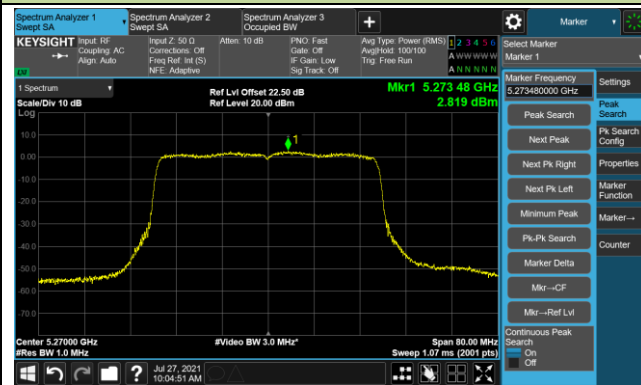 Spectrum Analyzer 1
Swept SA
Spectrum Analyzer 2
Swept SA
Spectrum Analyzer 3
Occupied BW
Marker
KEYSIGHT
Input: RF
Coupling: AC
Align: Auto
Input Z: 50 Ω
Corrections: Off
Freq Ref: Int (S)
NFE: Adaptive
Atten: 10 dB
PNO: Fast
Gate: Off
IF Gain: Low
Sig Track: Off
Avg Type: Power (RMS)
Avg|Hold: 100/100
Trig: Free Run
1 2 3 4 5 6
A W W W W W
A N N N N N
Select Marker
Marker 1
1 Spectrum
Scale/Div 10 dB
Log
Ref Lvl Offset 22.50 dB
Ref Level 20.00 dBm
Mkr1 5.273 48 GHz
2.819 dBm
10.0
0.00
-10.0
-20.0
-30.0
-40.0
-50.0
-60.0
-70.0
1
Center 5.27000 GHz
#Res BW 1.0 MHz
#Video BW 3.0 MHz*
Span 80.00 MHz
Sweep 1.07 ms (2001 pts)
Marker Frequency
5.273480000 GHz
Peak Search
Next Peak
Next Pk Right
Next Pk Left
Minimum Peak
Pk-Pk Search
Marker Delta
Mkr→CF
Mkr→Ref Lvl
Continuous Peak
Search
On
Off
Settings
Peak
Search
Pk Search
Config
Properties
Marker
Function
Marker→
Counter
?
Jul 27, 2021
10:04:51 AM